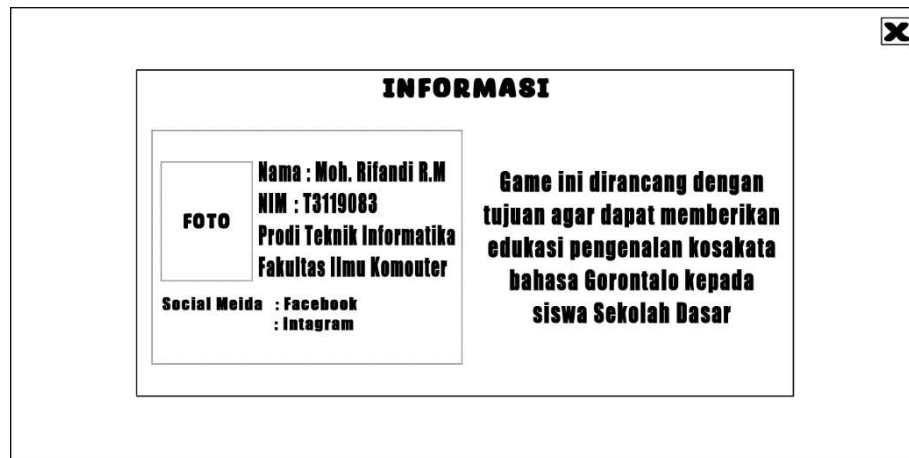 INFORMASI
FOTO
Nama : Moh. Rifandi R.M
NIM : T3119083
Prodi Teknik Informatika
Fakultas Ilmu Komouter
Social Meida : Facebook
: Intagram
Game ini dirancang dengan
tujuan agar dapat memberikan
edukasi pengenalan kosakata
bahasa Gorontalo kepada
siswa Sekolah Dasar